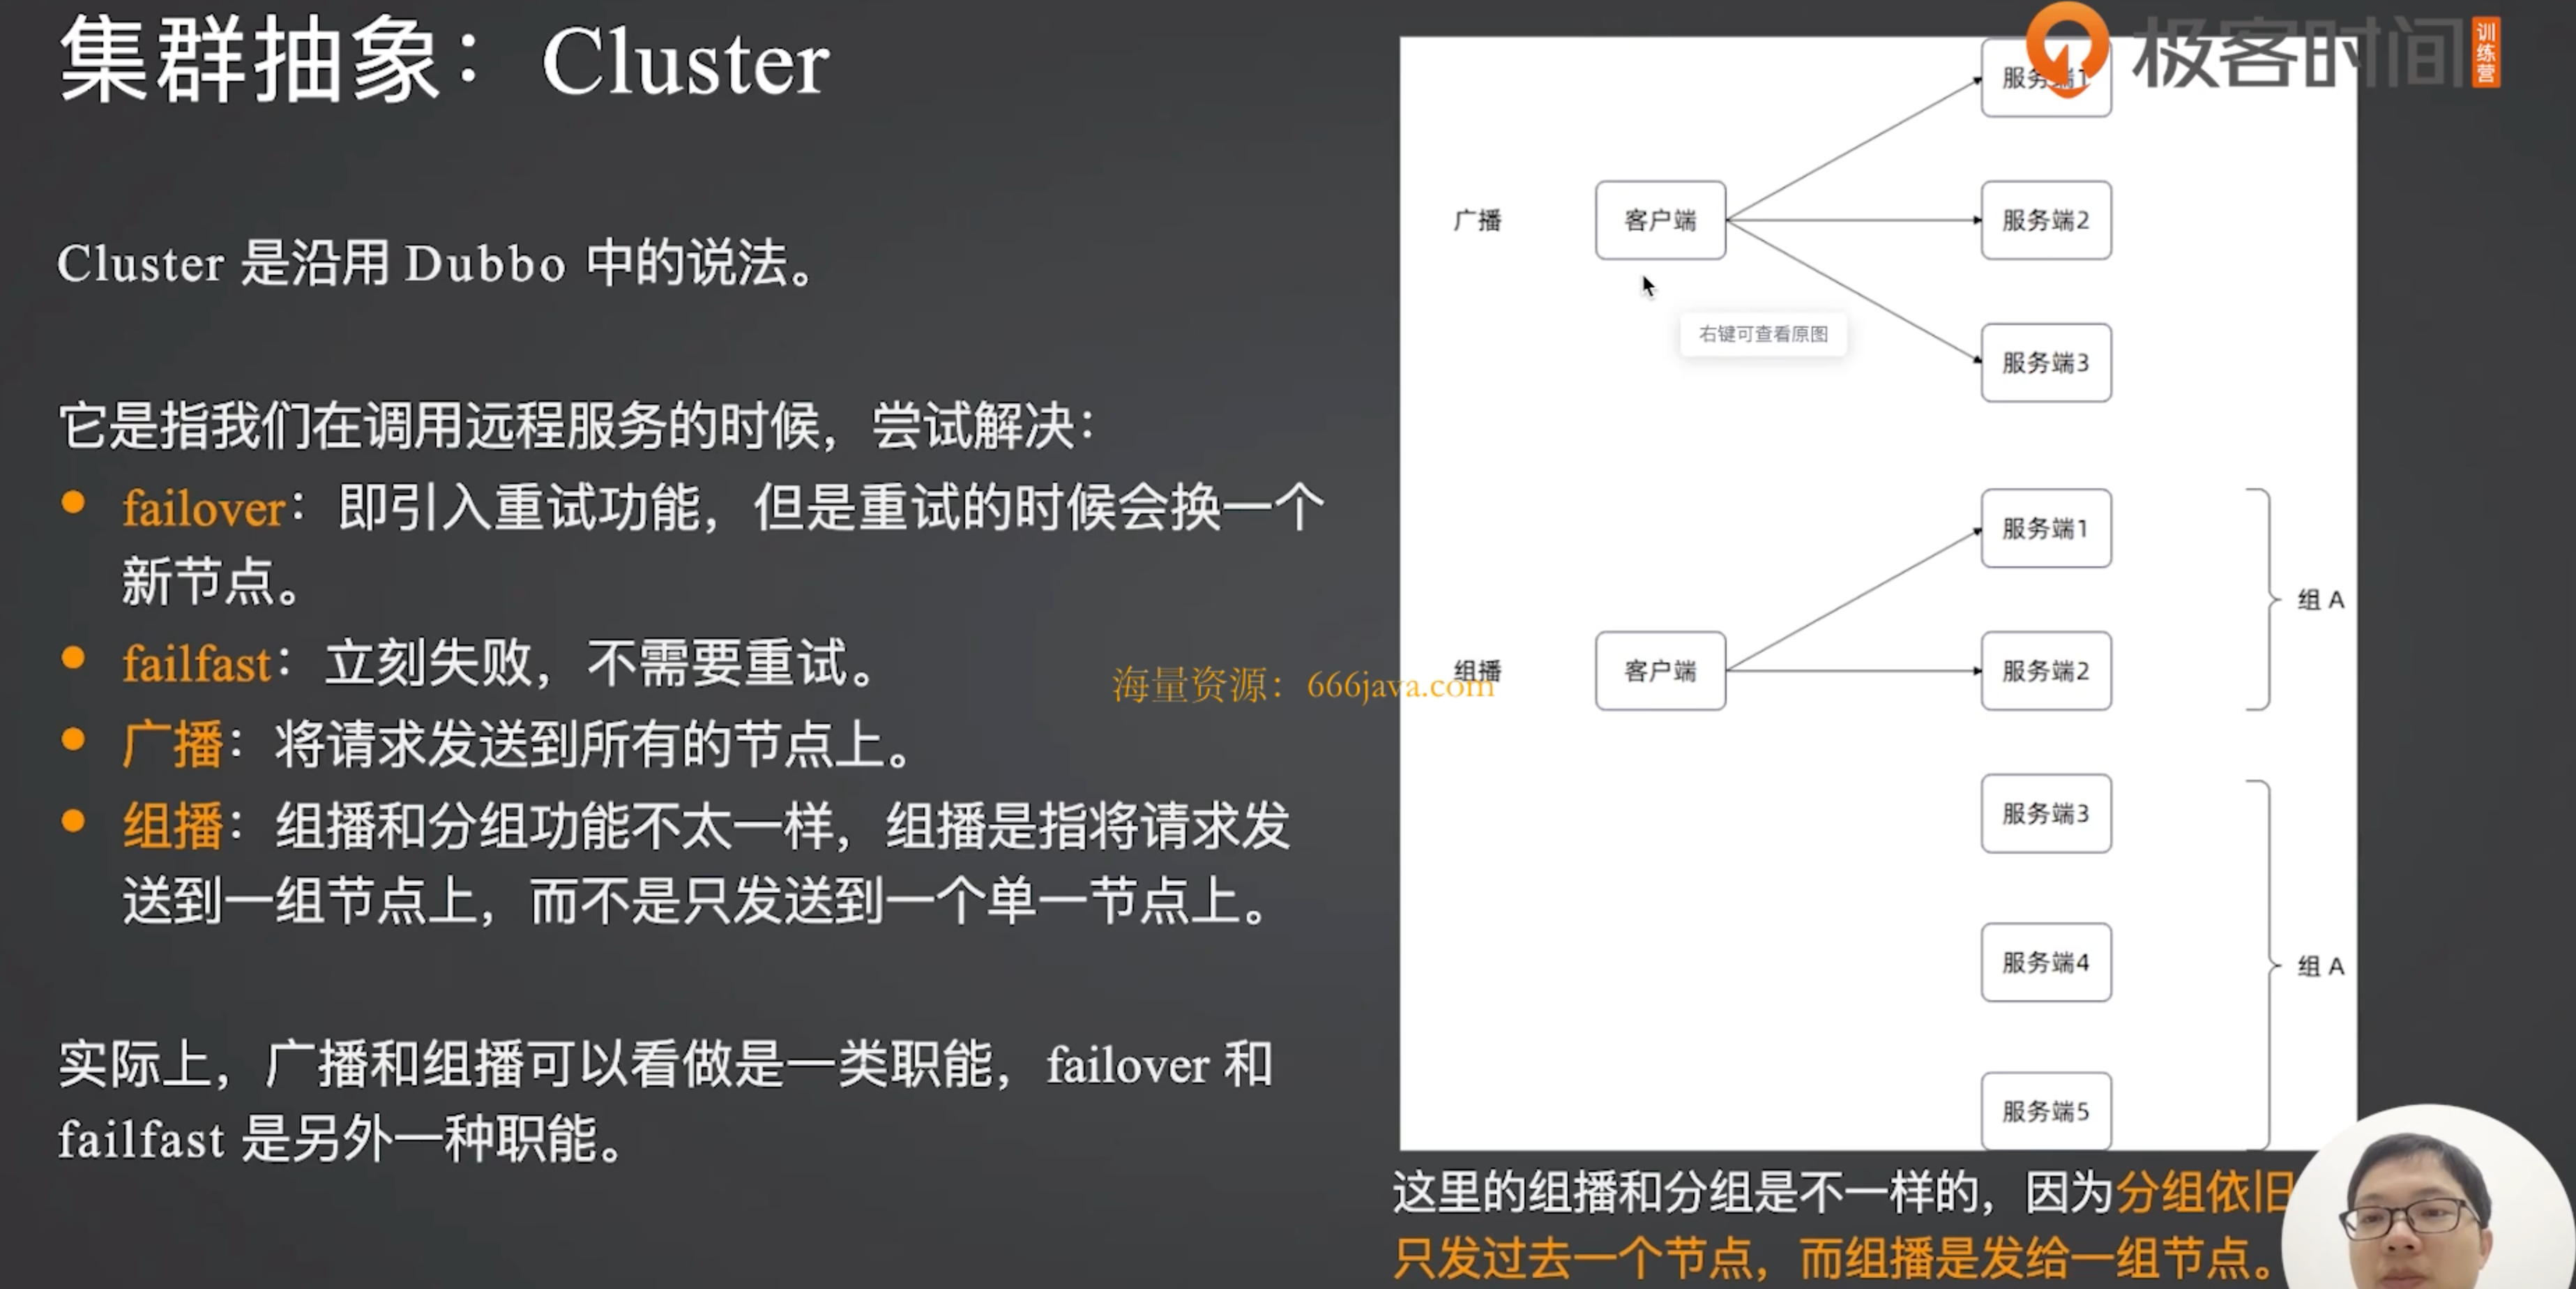 集群抽象：Cluster
极客时间
训练营
Cluster 是沿用 Dubbo 中的说法。
它是指我们在调用远程服务的时候，尝试解决：
failover：即引入重试功能，但是重试的时候会换一个
新节点。
failfast：立刻失败，不需要重试。
广播：将请求发送到所有的节点上。
组播：组播和分组功能不太一样，组播是指将请求发
送到一组节点上，而不是只发送到一个单一节点上。
实际上，广播和组播可以看做是一类职能，failover 和
failfast 是另外一种职能。
海量资源：666java.com
服务端1
广播
客户端
服务端2
右键可查看原图
服务端3
服务端1
组 A
组播
客户端
服务端2
服务端3
服务端4
组 A
服务端5
这里的组播和分组是不一样的，因为分组依旧
只发过去一个节点，而组播是发给一组节点。